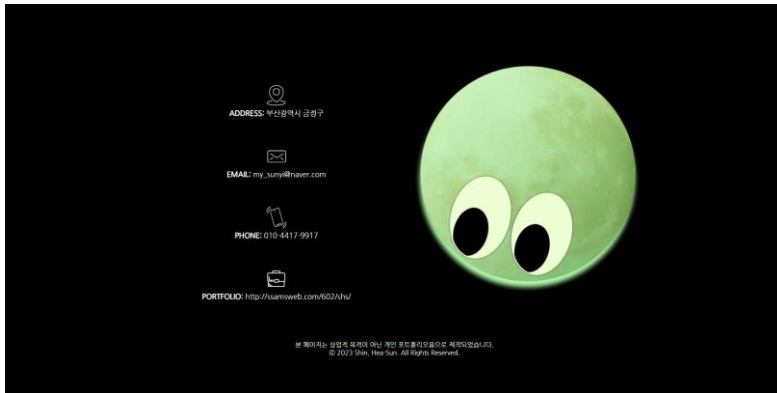 ADDRESS: 부산광역시 금정구
EMAIL: my_sunyi@naver.com
PHONE: 010-4417-9917
PORTFOLIO: http://ssamsweb.com/602/shs/
본 페이지는 상업적 목적이 아닌 개인 포트폴리오용으로 제작되었습니다.
© 2023 Shin, Hea-Sun. All Rights Reserved.